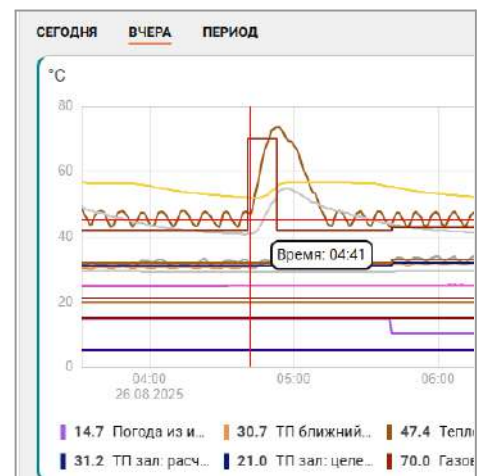 СЕГОДНЯ ВЧЕРА ПЕРИОД
°C
80
60
40
Время: 04:41
20
0
04:00 05:00 06:00
26.08.2025
14.7 Погода из и... 30.7 ТП ближний... 47.4 Тепл
31.2 ТП зал: расч... 21.0 ТП зал: целе... 70.0 Газов